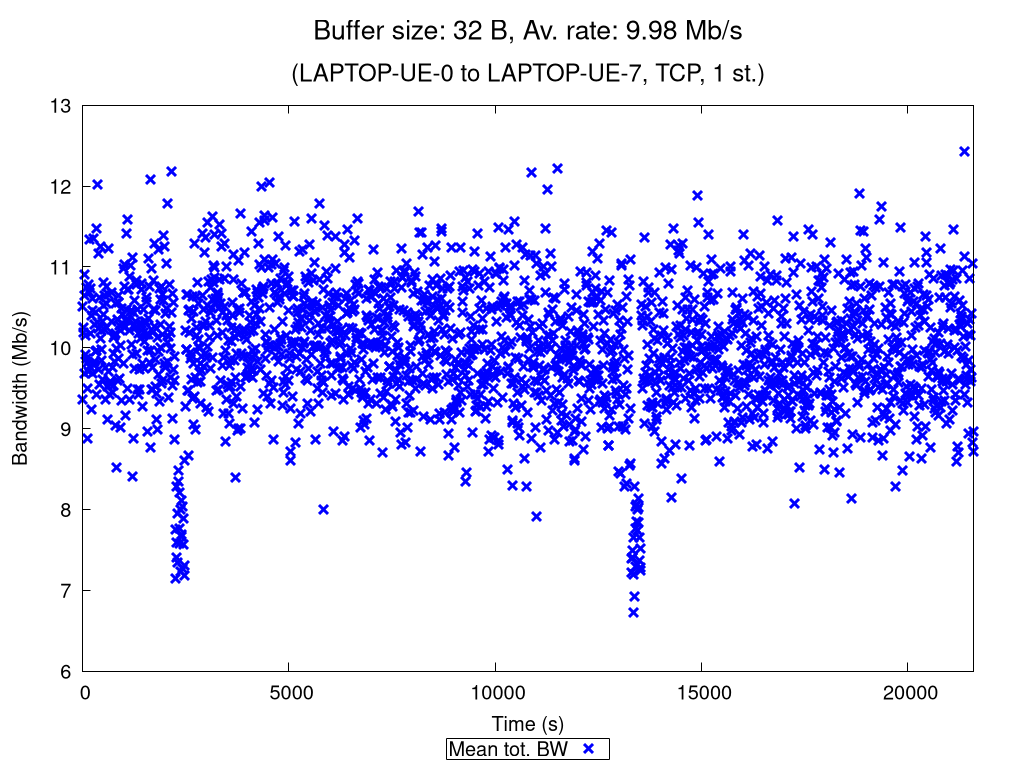 Buffer size: 32 B, Av. rate: 9.98 Mb/s
(LAPTOP-UE-0 to LAPTOP-UE-7, TCP, 1 st.)
13
12
11
10
9
8
7
6
Bandwidth (Mb/s)
0 5000 10000 15000 20000
Time (s)
Mean tot. BW